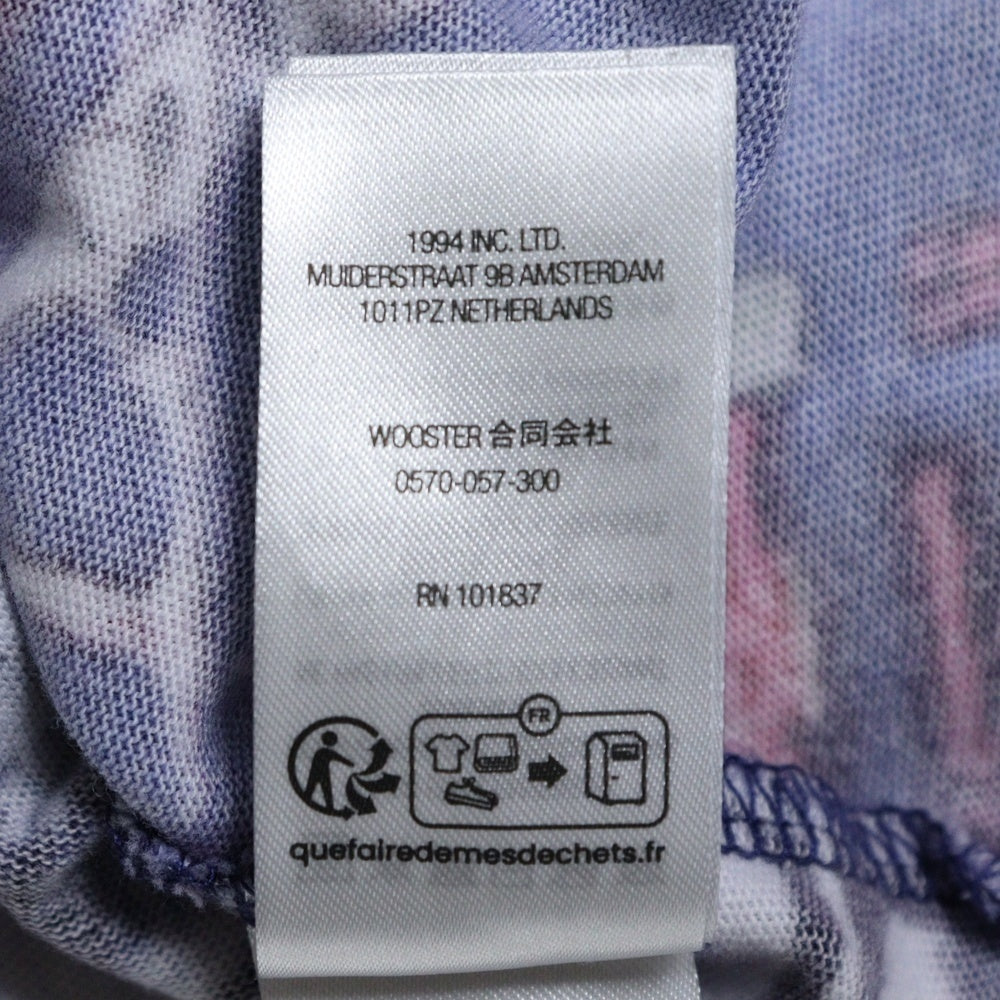 1994 INC. LTD.
MUIDERSTRAAT 9B AMSTERDAM
1011PZ NETHERLANDS
WOOSTER 合同会社
0570-057-300
RN 101837
FR
quefairedemesdechets.fr